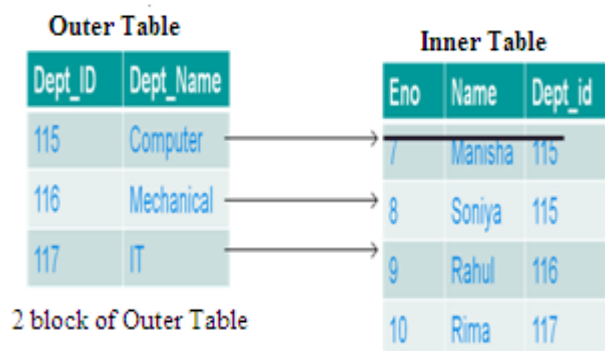 Outer Table
Dept_ID Dept_Name
115 Computer
116 Mechanical
117 IT
2 block of Outer Table
Inner Table
Eno Name Dept_id
7 Manisha 115
8 Soniya 115
9 Rahul 116
10 Rima 117